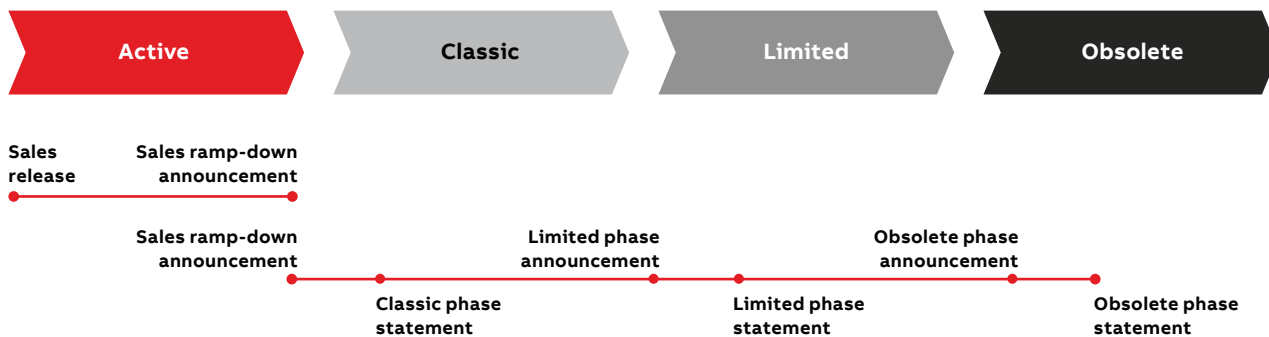 Active
Classic
Limited
Obsolete
Sales
release
Sales ramp-down
announcement
Sales ramp-down
announcement
Limited phase
announcement
Obsolete phase
announcement
Classic phase
statement
Limited phase
statement
Obsolete phase
statement